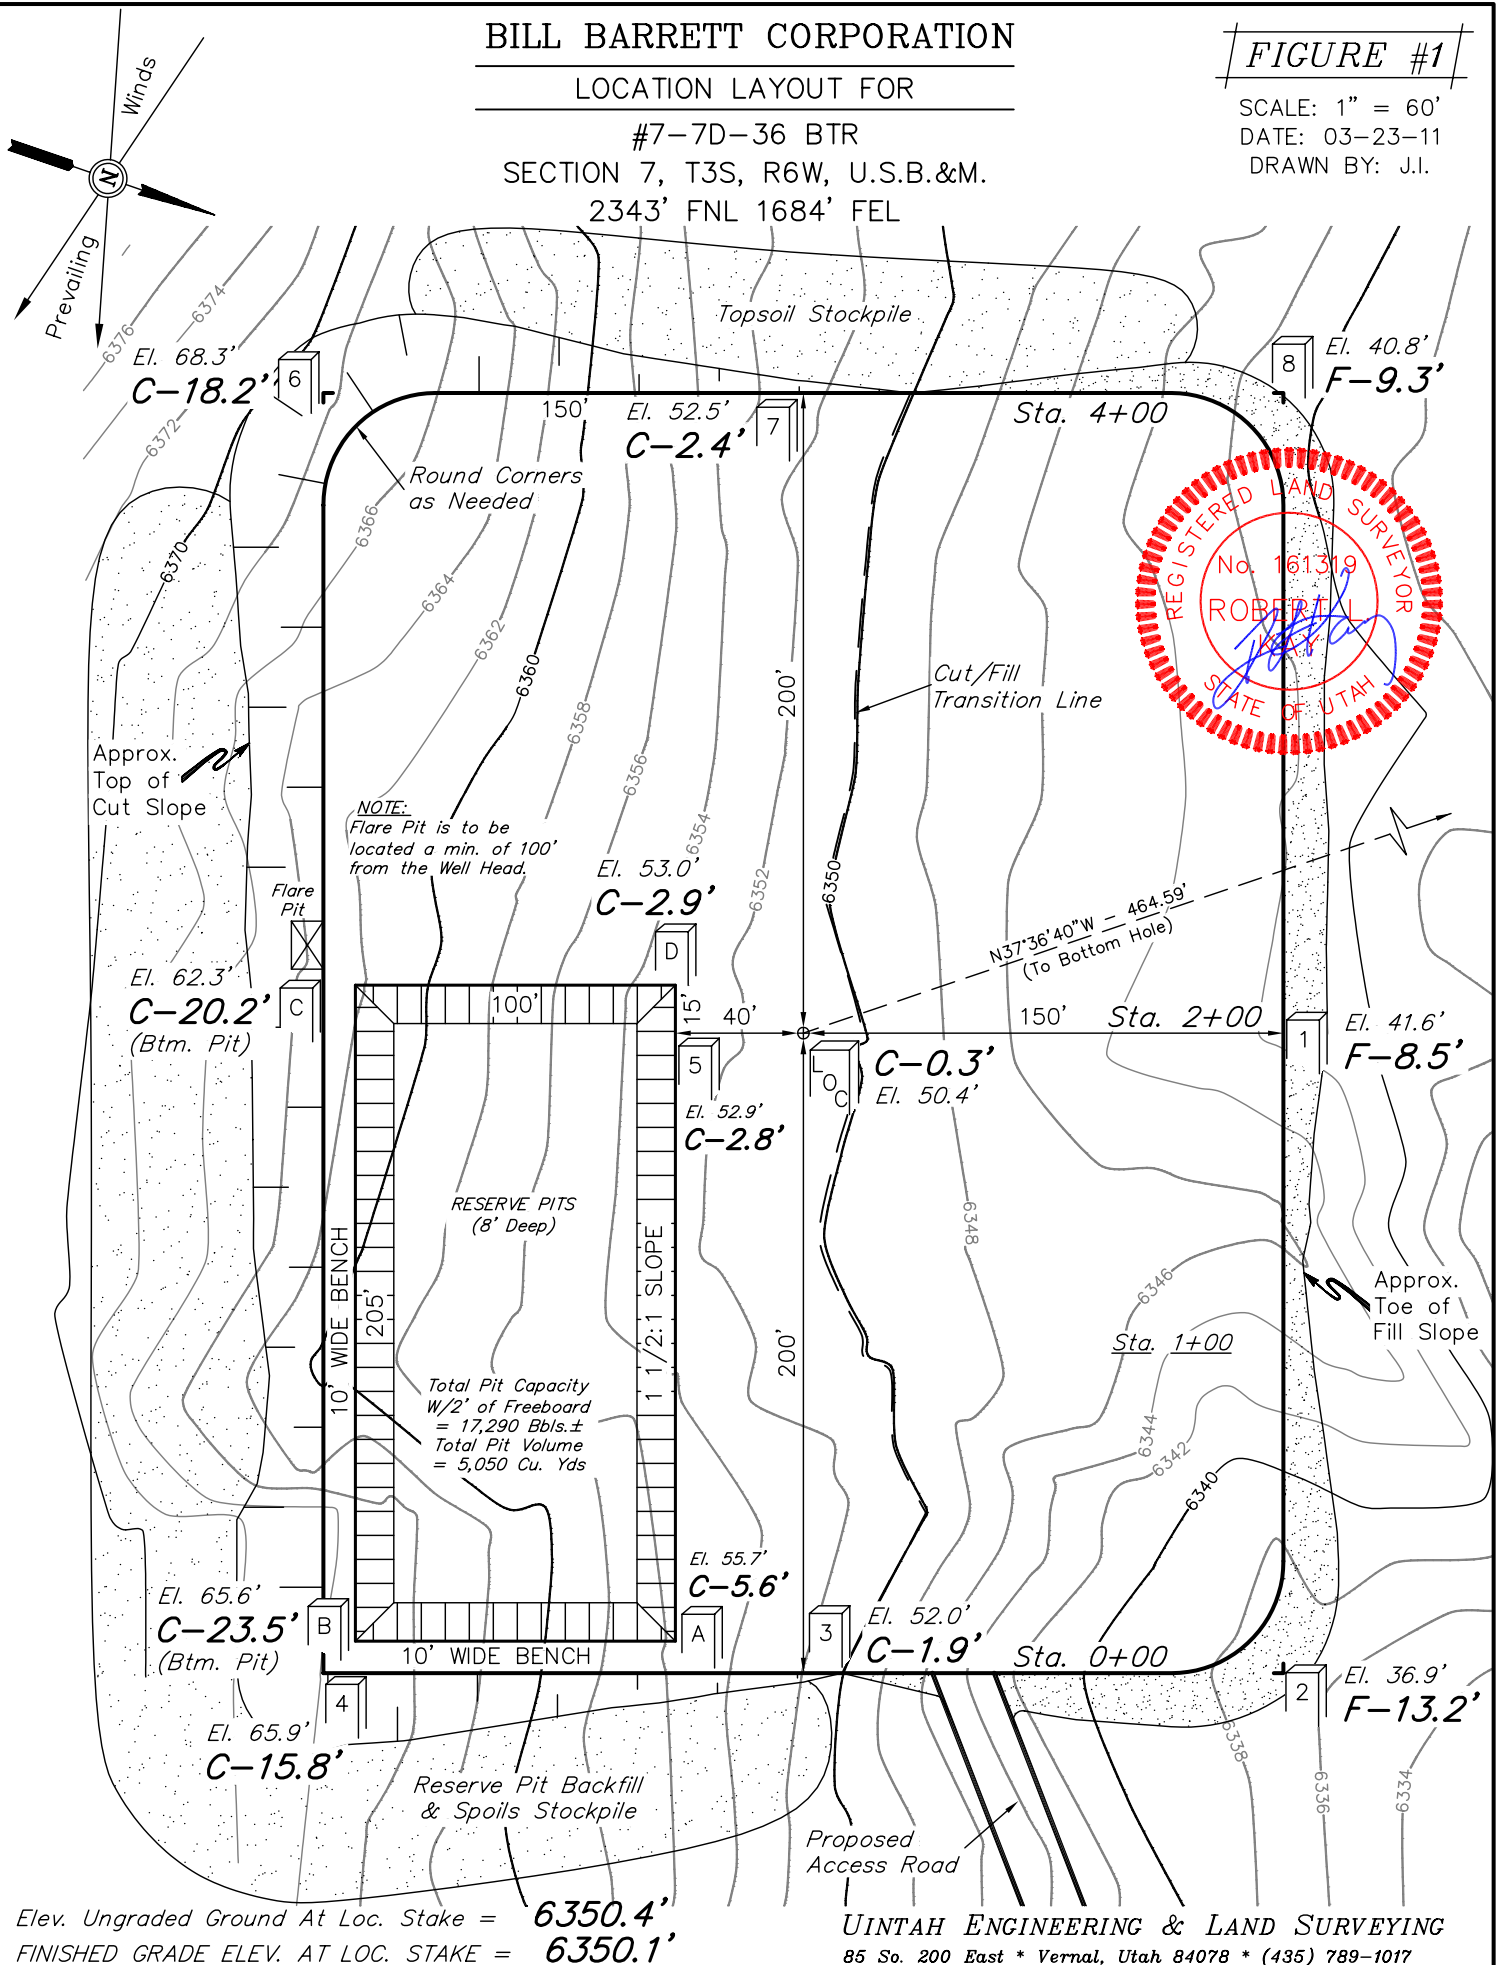 BILL BARRETT CORPORATION
LOCATION LAYOUT FOR
#7-7D-36 BTR
SECTION 7, T3S, R6W, U.S.B.&M.
2343' FNL 1684' FEL
FIGURE #1
SCALE: 1" = 60'
DATE: 03-23-11
DRAWN BY: J.I.
Winds
N
Prevailing
6376
6374
6372
6370
Topsoil Stockpile
El. 68.3'
C-18.2'
6
8
El. 40.8'
F-9.3'
150'
El. 52.5'
C-2.4'
7
Sta. 4+00
Round Corners
as Needed
6366
6364
6362
6360
6358
6356
6354
6352
6350
REGISTERED LAND SURVEYOR
No. 161319
ROBERT L.
KAY
STATE OF UTAH
200'
Cut/Fill
Transition Line
Approx.
Top of
Cut Slope
NOTE:
Flare Pit is to be
located a min. of 100'
from the Well Head.
El. 53.0'
C-2.9'
D
Flare
Pit
El. 62.3'
C-20.2'
(Btm. Pit)
C
100'
15'
40'
N37°36'40"W - 464.59'
(To Bottom Hole)
150'
Sta. 2+00
1
El. 41.6'
F-8.5'
5
El. 52.9'
C-2.8'
LOC
C-0.3'
El. 50.4'
RESERVE PITS
(8' Deep)
10' WIDE BENCH
205'
1 1/2:1 SLOPE
6348
6346
6344
6342
6340
200'
Sta. 1+00
Approx.
Toe of
Fill Slope
Total Pit Capacity
W/2' of Freeboard
= 17,290 Bbls.±
Total Pit Volume
= 5,050 Cu. Yds
El. 65.6'
C-23.5'
(Btm. Pit)
B
El. 55.7'
C-5.6'
A
10' WIDE BENCH
3
El. 52.0'
C-1.9'
Sta. 0+00
2
El. 36.9'
F-13.2'
4
El. 65.9'
C-15.8'
6338
6336
6334
Reserve Pit Backfill
& Spoils Stockpile
Proposed
Access Road
Elev. Ungraded Ground At Loc. Stake = 6350.4'
FINISHED GRADE ELEV. AT LOC. STAKE = 6350.1'
UINTAH ENGINEERING & LAND SURVEYING
85 So. 200 East * Vernal, Utah 84078 * (435) 789-1017